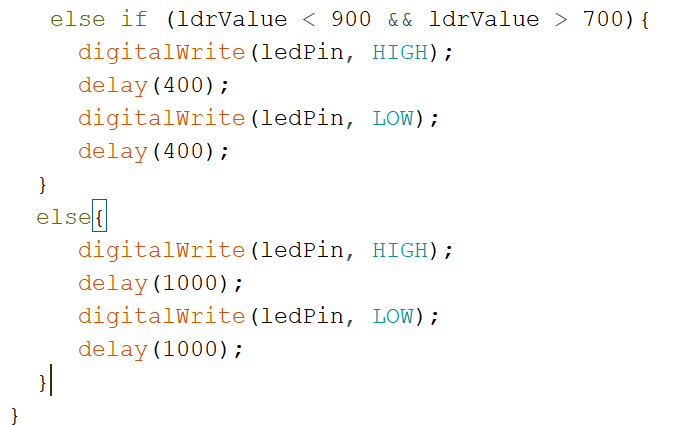 else if (ldrValue < 900 && ldrValue > 700){
digitalWrite(ledPin, HIGH);
delay(400);
digitalWrite(ledPin, LOW);
delay(400);
}
else{
digitalWrite(ledPin, HIGH);
delay(1000);
digitalWrite(ledPin, LOW);
delay(1000);
}
}